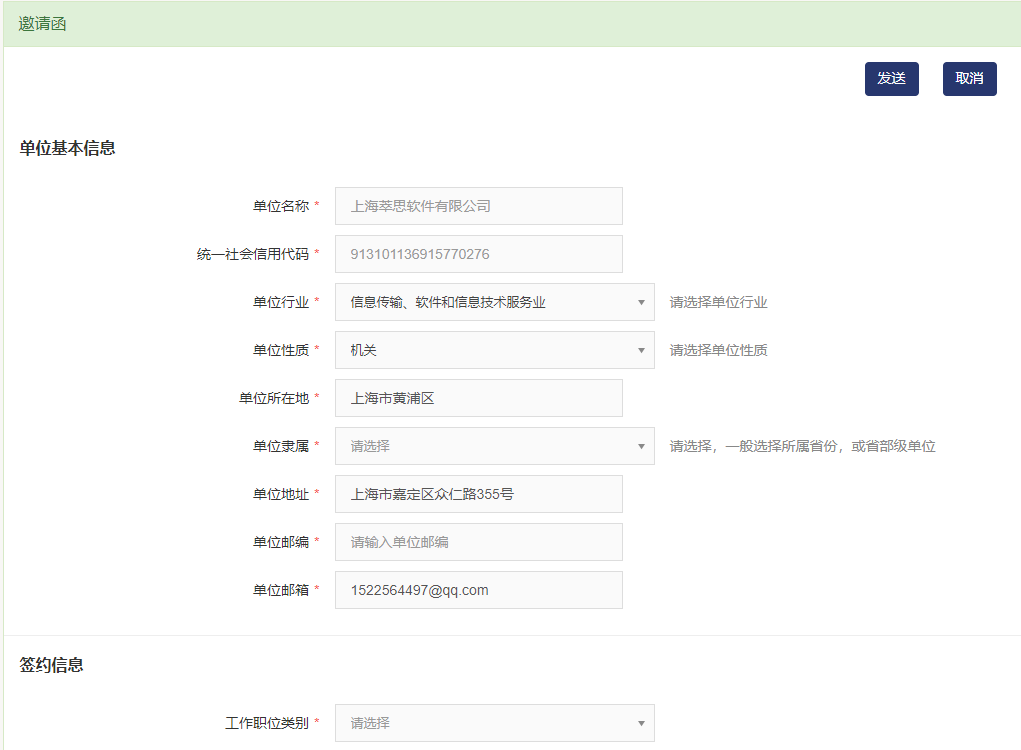 邀请函
发送 取消
单位基本信息
单位名称 * 上海萃思软件有限公司
统一社会信用代码 * 913101136915770276
单位行业 * 信息传输、软件和信息技术服务业 请选择单位行业
单位性质 * 机关 请选择单位性质
单位所在地 * 上海市黄浦区
单位隶属 * 请选择 请选择，一般选择所属省份，或省部级单位
单位地址 * 上海市嘉定区众仁路355号
单位邮编 * 请输入单位邮编
单位邮箱 * 1522564497@qq.com
签约信息
工作职位类别 * 请选择